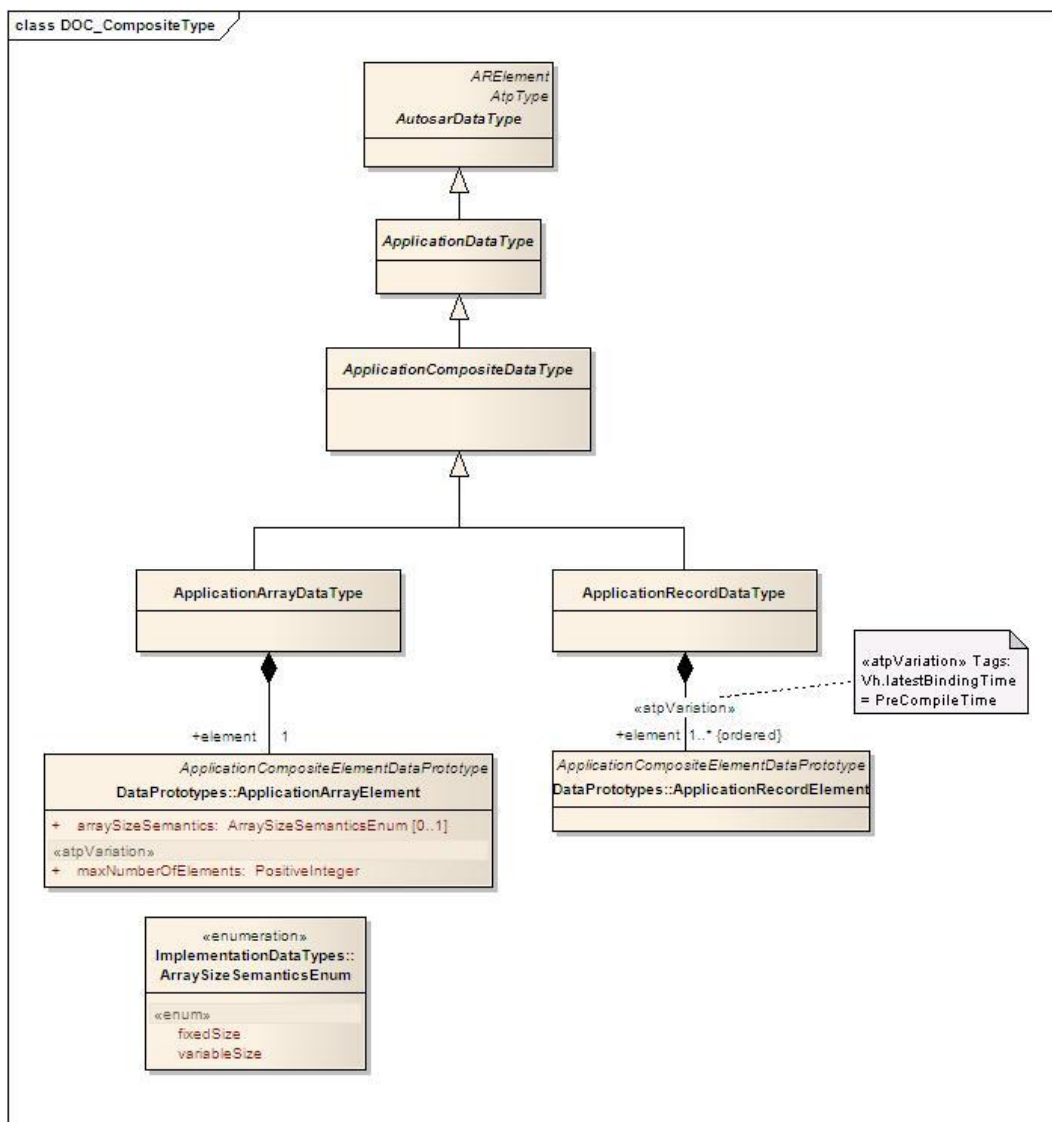 class DOC_CompositeType
ARElement
AtpType
AutosarDataType
ApplicationDataType
ApplicationCompositeDataType
ApplicationArrayDataType
ApplicationRecordDataType
«atpVariation» Tags:
Vh.latestBindingTime
= PreCompileTime
«atpVariation»
+element 1
+element 1..* {ordered}
ApplicationCompositeElementDataPrototype
DataPrototypes::ApplicationArrayElement
+ arraySizeSemantics: ArraySizeSemanticsEnum [0..1]
«atpVariation»
+ maxNumberOfElements: PositiveInteger
ApplicationCompositeElementDataPrototype
DataPrototypes::ApplicationRecordElement
«enumeration»
ImplementationDataTypes::
ArraySizeSemanticsEnum
«enum»
fixedSize
variableSize